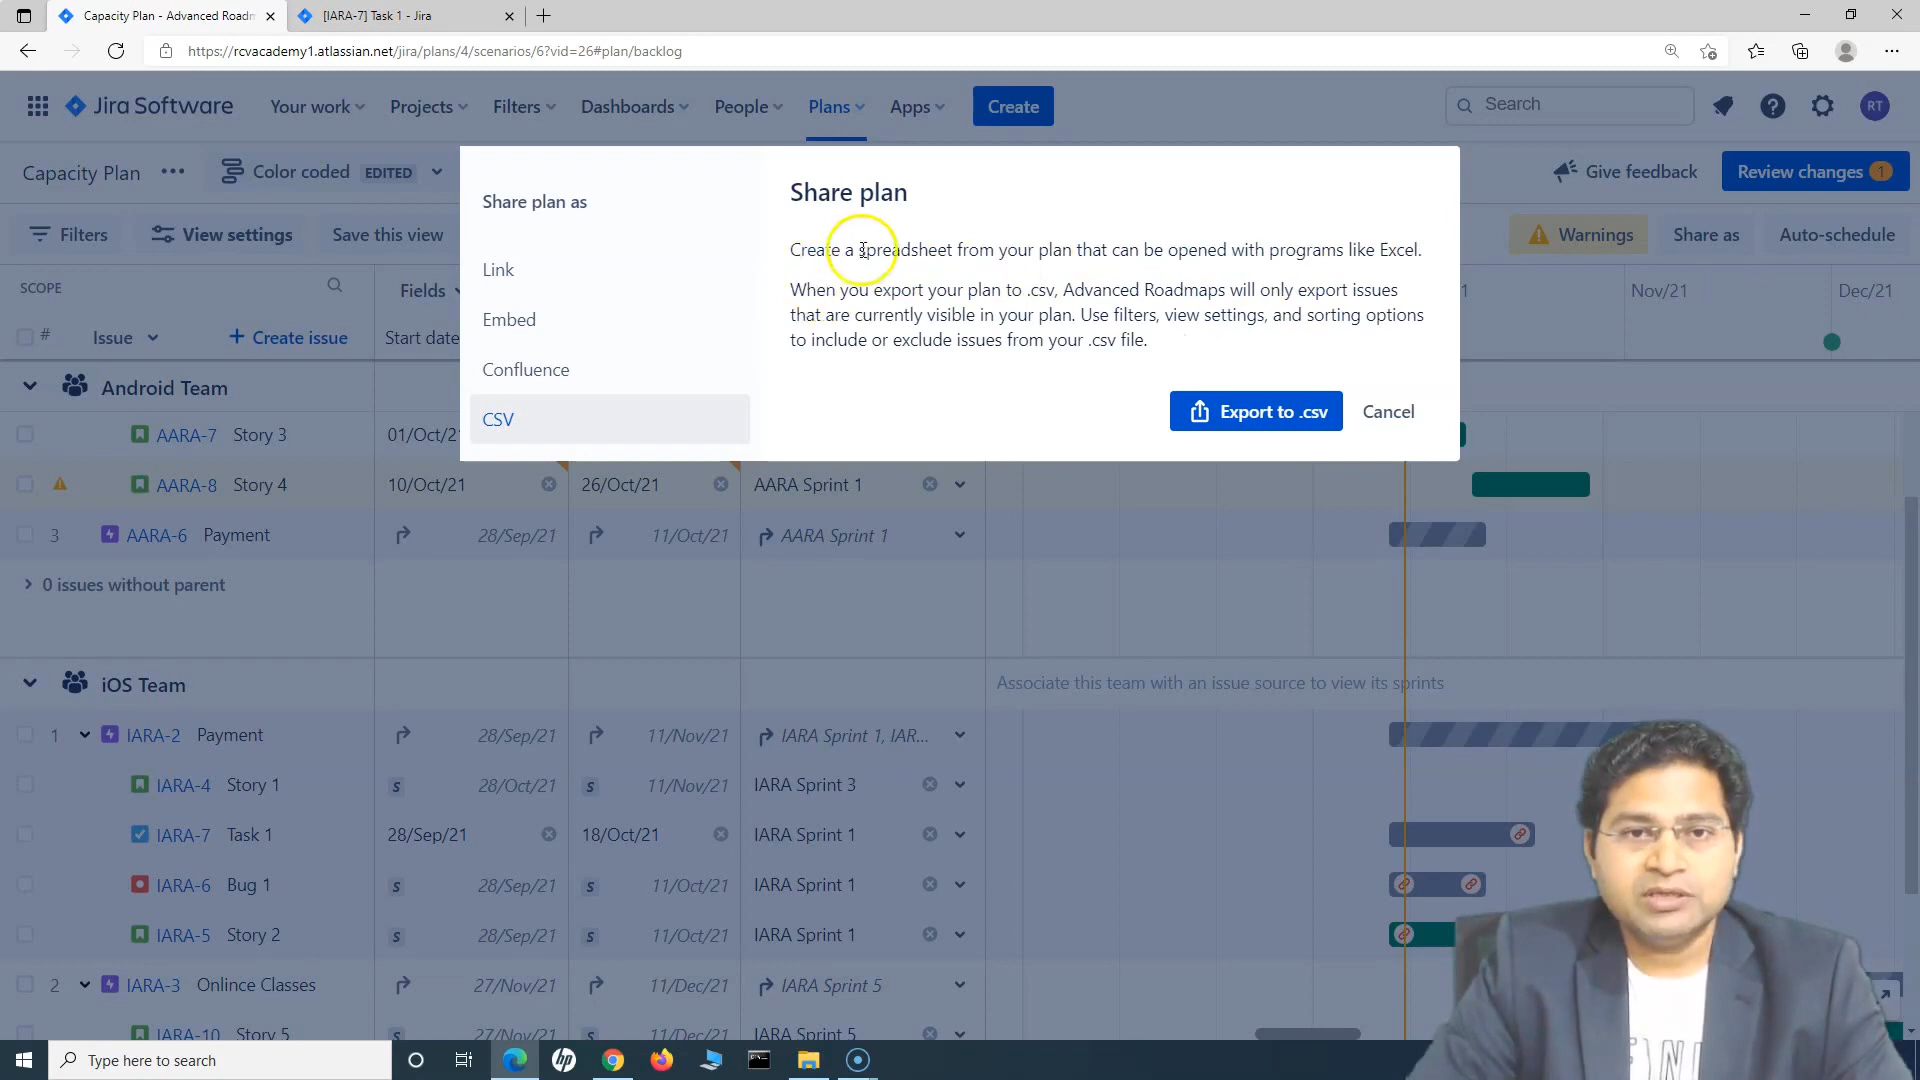 Capacity Plan - Advanced Roadm
[IARA-7] Task 1 - Jira
https://rcvacademy1.atlassian.net/jira/plans/4/scenarios/6?vid=26#plan/backlog
Jira Software
Your work
Projects
Filters
Dashboards
People
Plans
Apps
Create
Search
RT
Capacity Plan
Color coded EDITED
Give feedback
Review changes 1
Filters
View settings
Save this view
Warnings
Share as
Auto-schedule
Share plan as
Link
Embed
Confluence
CSV
Share plan
Create a spreadsheet from your plan that can be opened with programs like Excel.
When you export your plan to .csv, Advanced Roadmaps will only export issues
that are currently visible in your plan. Use filters, view settings, and sorting options
to include or exclude issues from your .csv file.
Export to .csv
Cancel
SCOPE
Fields
1
Nov/21
Dec/21
#
Issue
+ Create issue
Start date
Android Team
AARA-7 Story 3 01/Oct/21
AARA-8 Story 4 10/Oct/21 26/Oct/21 AARA Sprint 1
3 AARA-6 Payment 28/Sep/21 11/Oct/21 AARA Sprint 1
0 issues without parent
iOS Team
Associate this team with an issue source to view its sprints
1 IARA-2 Payment 28/Sep/21 11/Nov/21 IARA Sprint 1, IAR...
IARA-4 Story 1 S 28/Oct/21 S 11/Nov/21 IARA Sprint 3
IARA-7 Task 1 28/Sep/21 18/Oct/21 IARA Sprint 1
IARA-6 Bug 1 S 28/Sep/21 S 11/Oct/21 IARA Sprint 1
IARA-5 Story 2 S 28/Sep/21 S 11/Oct/21 IARA Sprint 1
2 IARA-3 Onlince Classes 27/Nov/21 11/Dec/21 IARA Sprint 5
IARA-10 Story 5 S 27/Nov/21 S 11/Dec/21 IARA Sprint 5
Type here to search
hp